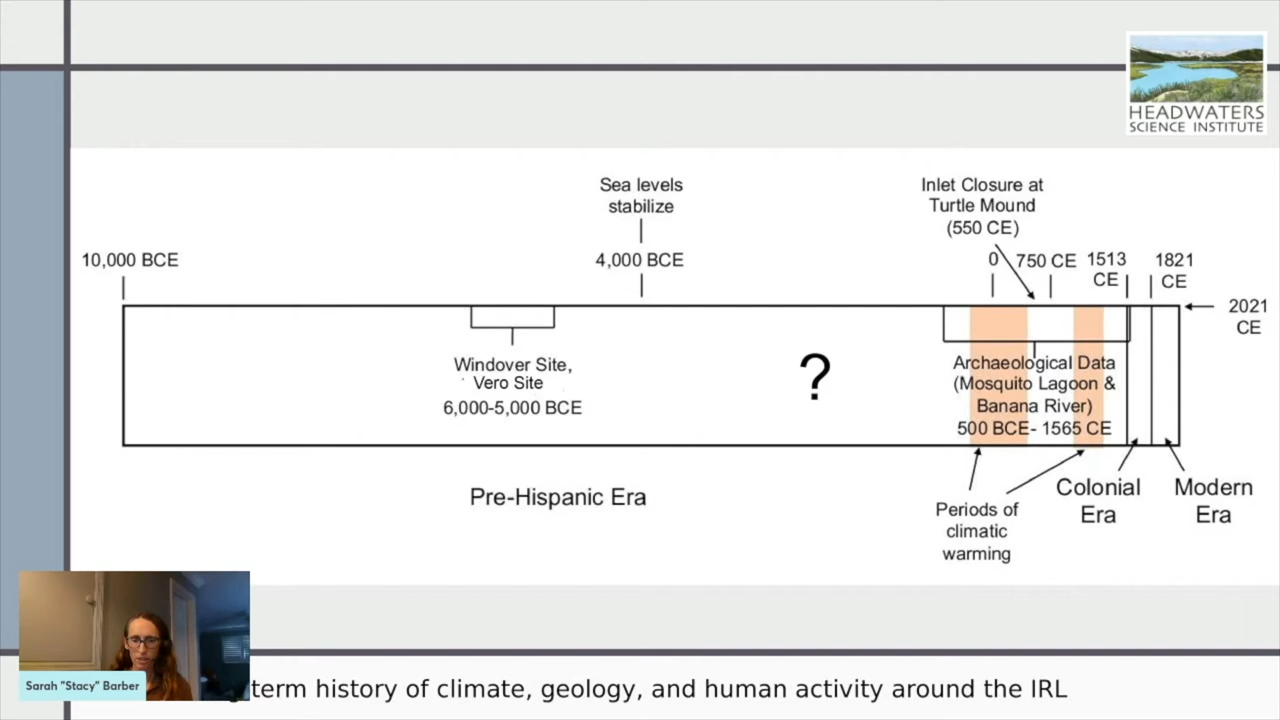 HEADWATERS
SCIENCE INSTITUTE
Sea levels
stabilize
Inlet Closure at
Turtle Mound
(550 CE)
10,000 BCE
4,000 BCE
0
750 CE
1513
CE
1821
CE
2021
CE
Windover Site,
Vero Site
6,000-5,000 BCE
?
Archaeological Data
(Mosquito Lagoon &
Banana River)
500 BCE- 1565 CE
Pre-Hispanic Era
Periods of
climatic
warming
Colonial
Era
Modern
Era
Sarah "Stacy" Barber
term history of climate, geology, and human activity around the IRL